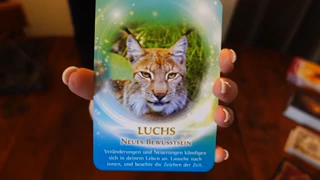 LUCHS
NEUES BEWUSSTSEIN
Veränderungen und Neuerungen kündigen
sich in deinem Leben an. Lausche nach
innen, und beachte die Zeichen der Zeit.